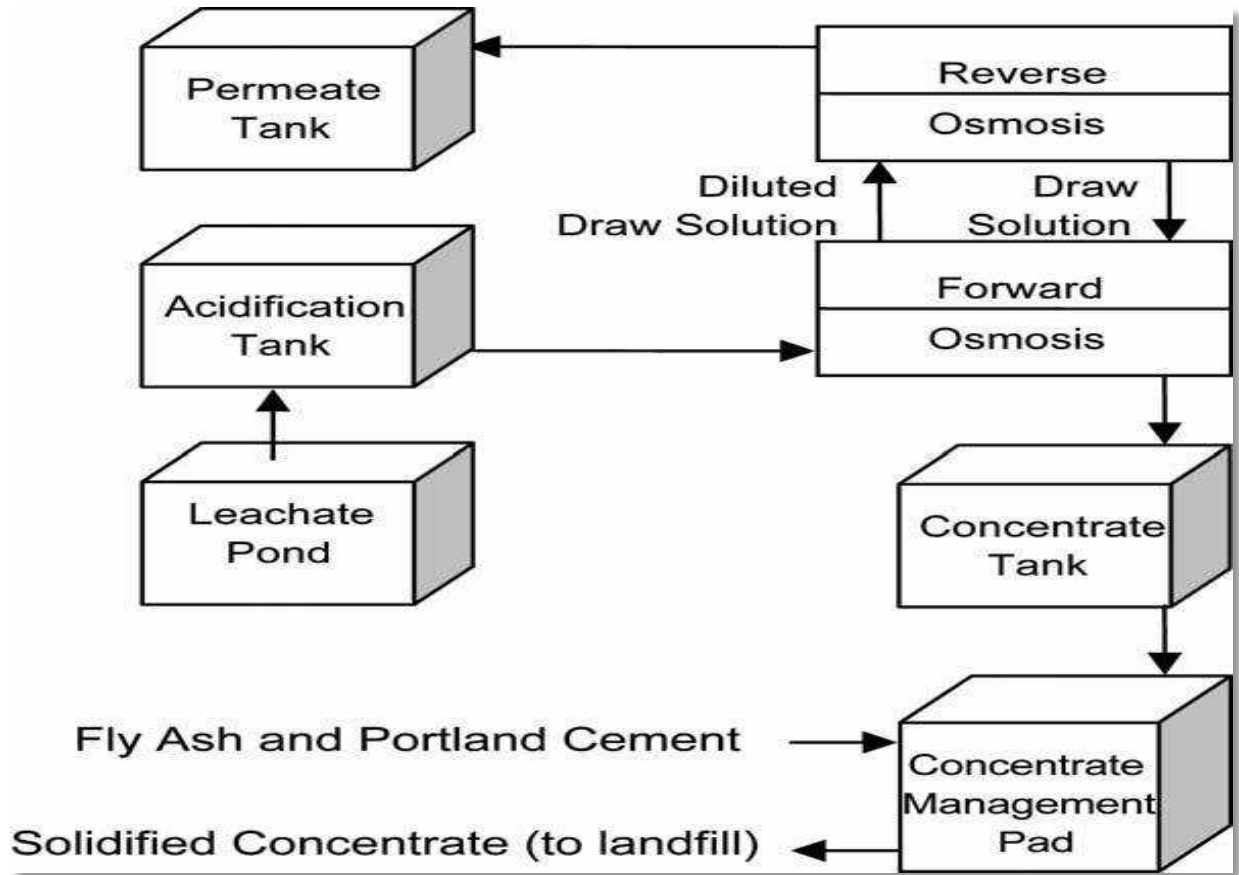 Permeate
Tank
Reverse
Osmosis
Diluted
Draw Solution
Draw
Solution
Acidification
Tank
Forward
Osmosis
Leachate
Pond
Concentrate
Tank
Fly Ash and Portland Cement
Concentrate
Management
Pad
Solidified Concentrate (to landfill)